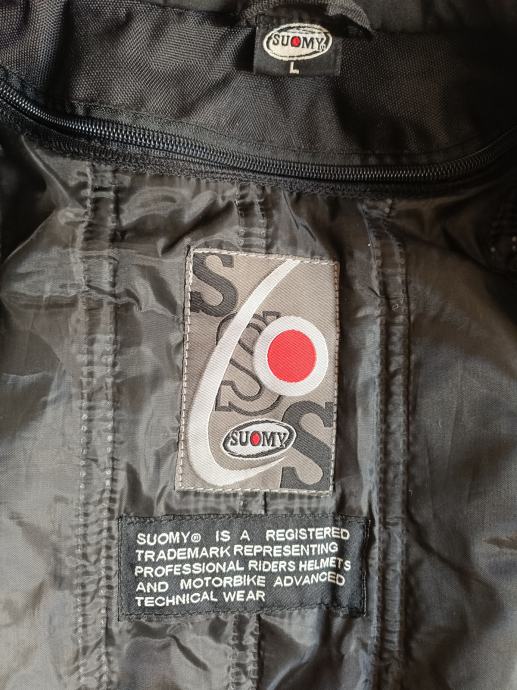 SUOMY
L
S
S
S
SUOMY
SUOMY® IS A REGISTERED
TRADEMARK REPRESENTING
PROFESSIONAL RIDERS HELMETS
AND MOTORBIKE ADVANCED
TECHNICAL WEAR